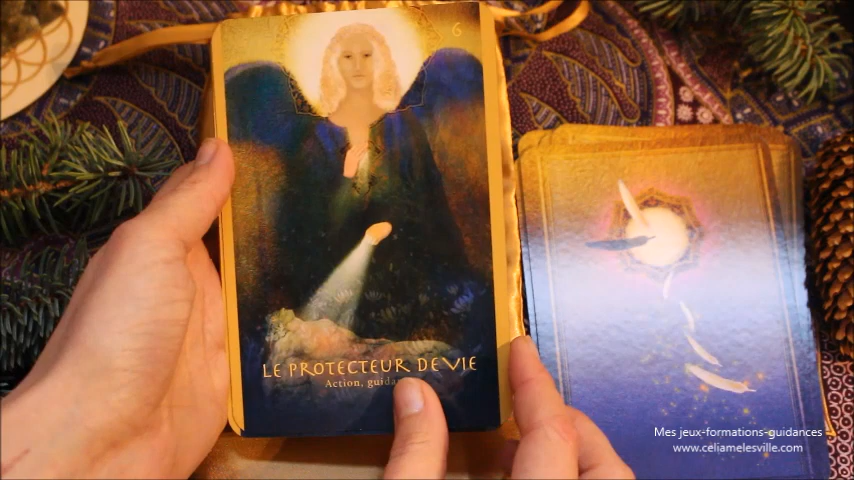 6
LE PROTECTEUR DE VIE
Action, guida
Mes jeux-formations-guidances
www.celiamelesville.com